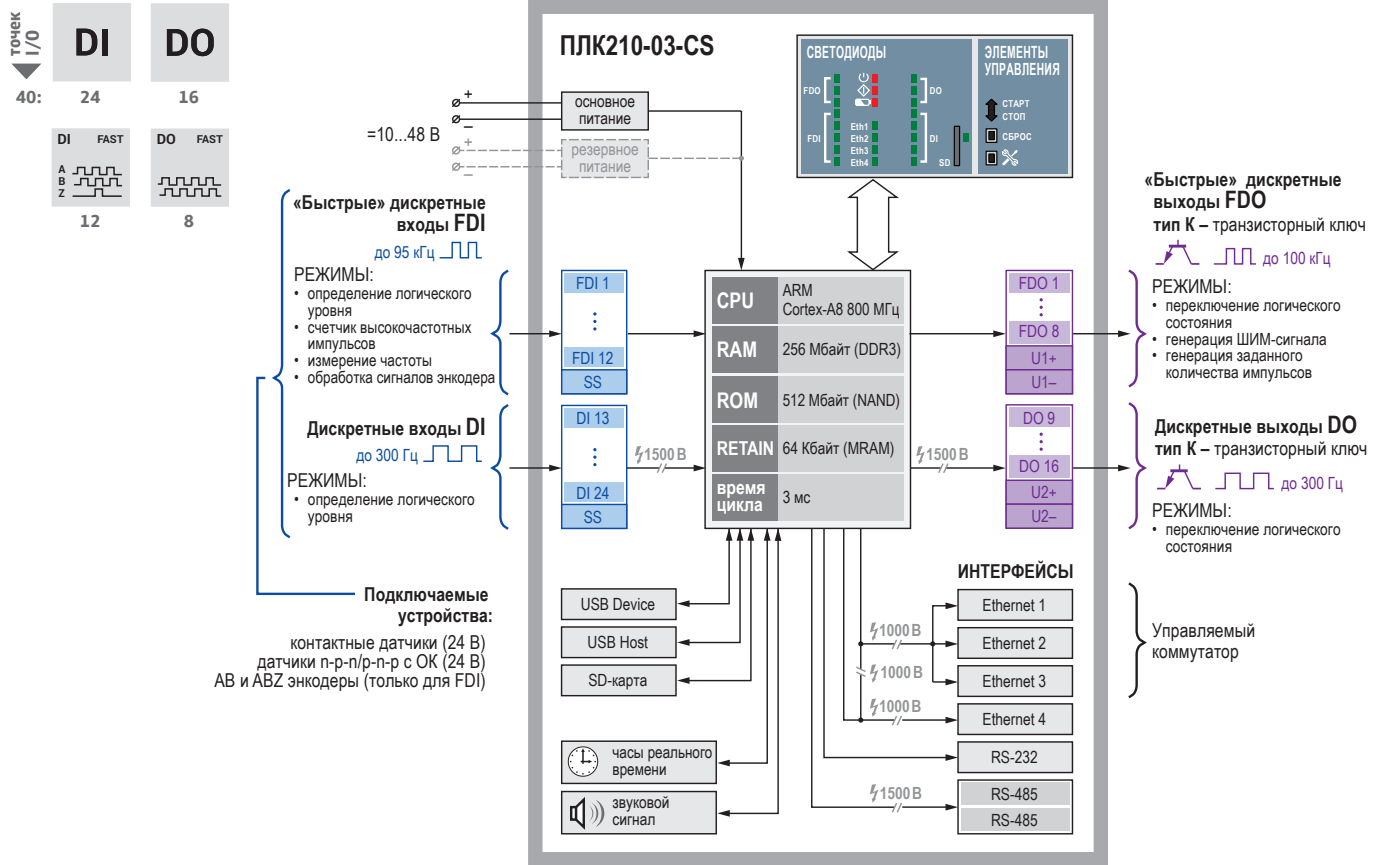 точек
I/O
DI
DO
40:
24
16
DI FAST
A
B
Z
DO FAST
12
8
ПЛК210-03-CS
=10...48 В
+
–
+
–
основное
питание
резервное
питание
СВЕТОДИОДЫ
FDO
DO
FDI
Eth1
Eth2
Eth3
Eth4
DI
SD
ЭЛЕМЕНТЫ
УПРАВЛЕНИЯ
СТАРТ
СТОП
СБРОС
«Быстрые» дискретные
входы FDI
до 95 кГц
РЕЖИМЫ:
• определение логического
уровня
• счетчик высокочастотных
импульсов
• измерение частоты
• обработка сигналов энкодера
Дискретные входы DI
до 300 Гц
РЕЖИМЫ:
• определение логического
уровня
Подключаемые
устройства:
контактные датчики (24 В)
датчики n-p-n/p-n-p с ОК (24 В)
AB и ABZ энкодеры (только для FDI)
FDI 1
FDI 12
SS
DI 13
DI 24
SS
1500 В
CPU
ARM
Cortex-A8 800 МГц
RAM
256 Мбайт (DDR3)
ROM
512 Мбайт (NAND)
RETAIN
64 Кбайт (MRAM)
время
цикла
3 мс
1500 В
FDO 1
FDO 8
U1+
U1–
DO 9
DO 16
U2+
U2–
«Быстрые» дискретные
выходы FDO
тип К – транзисторный ключ
до 100 кГц
РЕЖИМЫ:
• переключение логического
состояния
• генерация ШИМ-сигнала
• генерация заданного
количества импульсов
Дискретные выходы DO
тип К – транзисторный ключ
до 300 Гц
РЕЖИМЫ:
• переключение логического
состояния
USB Device
USB Host
SD-карта
часы реального
времени
звуковой
сигнал
ИНТЕРФЕЙСЫ
1000 В
1000 В
1000 В
1500 В
Ethernet 1
Ethernet 2
Ethernet 3
Ethernet 4
RS-232
RS-485
RS-485
Управляемый
коммутатор